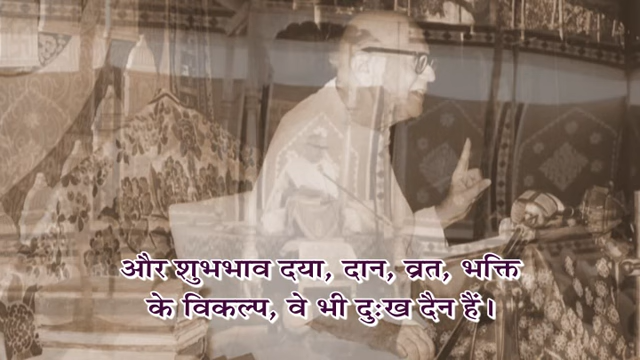 और शुभभाव दया, दान, व्रत, भक्ति
के विकल्प, वे भी दुःख दैन हैं।